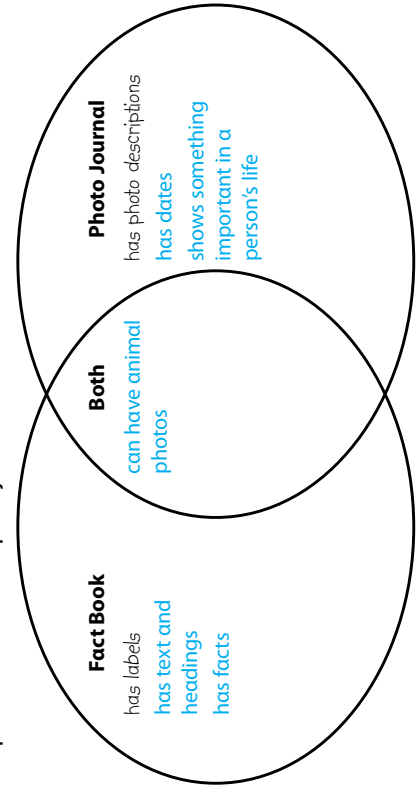 Fact Book
has labels
has text and
headings
has facts
Both
can have animal
photos
Photo Journal
has photo descriptions
has dates
shows something
important in a
person's life